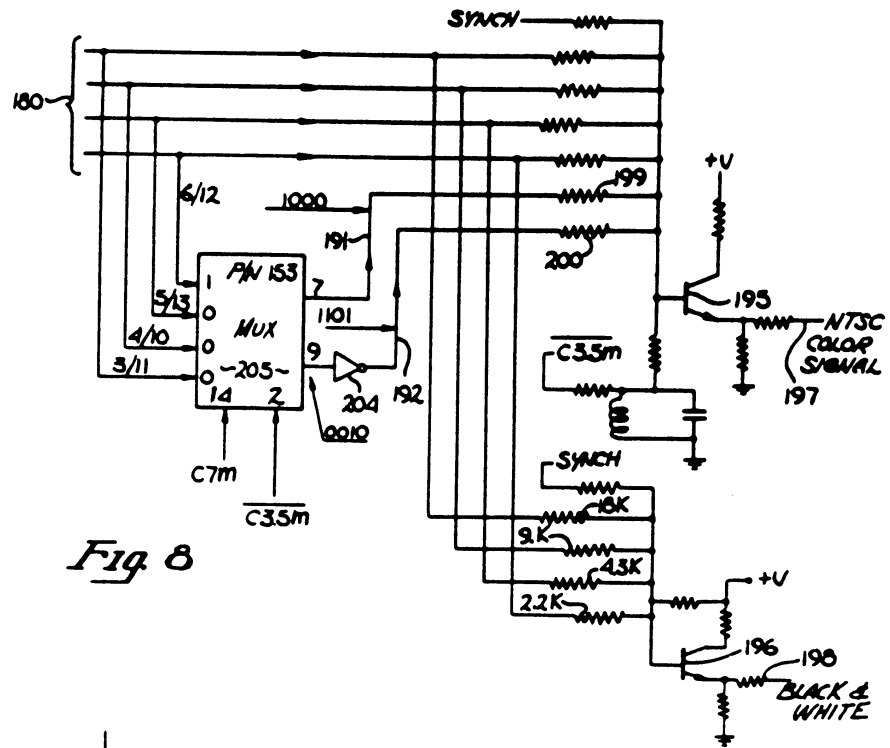 SYNCH
180
6/12
1000
199
191
+V
P/N 153
1
7
200
5/13
0
1101
195
4/10
MUX
0
NTSC
COLOR
SIGNAL
C3.5m
3/11
~205~
9
0
14
2
204
192
197
0010
C7m
SYNCH
C3.5m
18K
9.K
Fig. 8
4.3K
+V
2.2K
196
198
BLACK &
WHITE